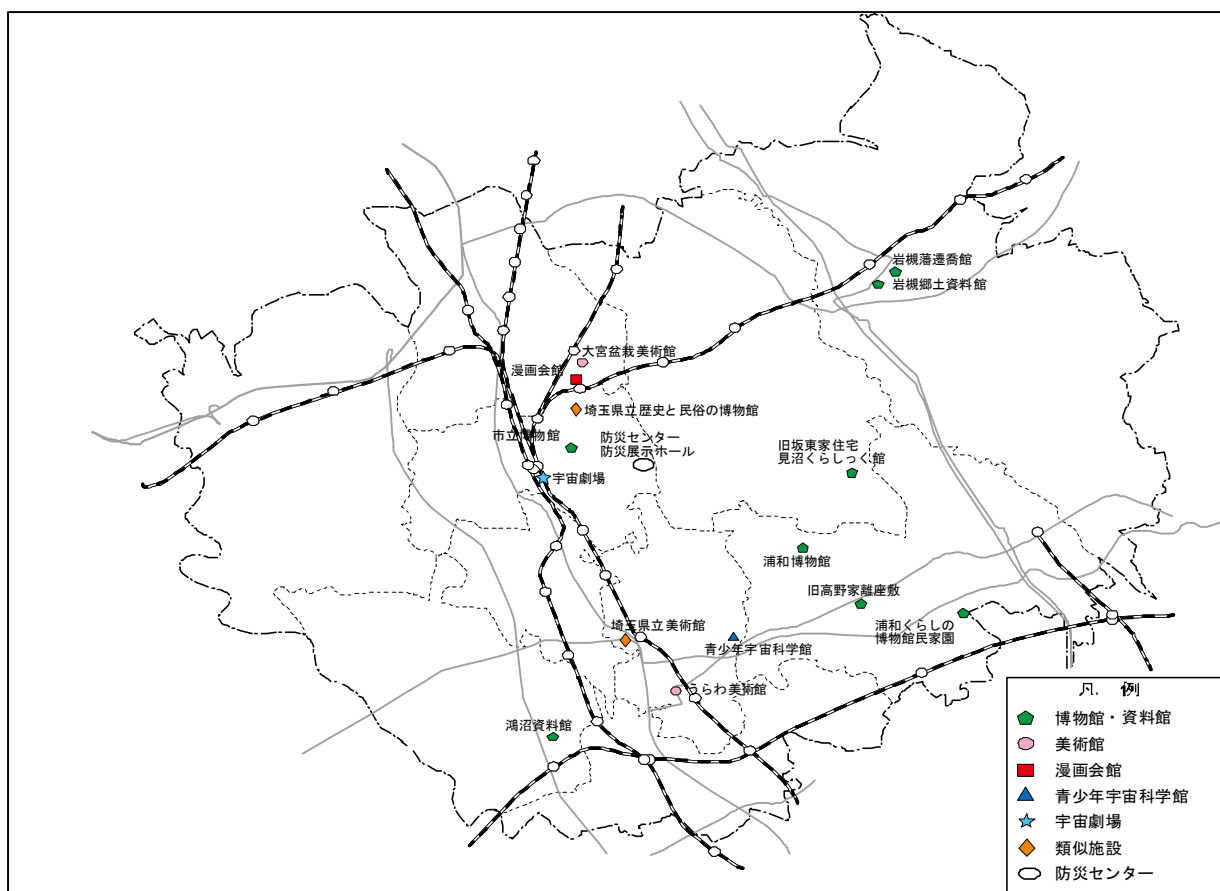 岩槻藩遷喬館
岩槻郷土資料館
大宮盆栽美術館
漫画会館
埼玉県立歴史と民俗の博物館
市立博物館
防災センター
防災展示ホール
宇宙劇場
旧坂東家住宅
見沼くらしっく館
浦和博物館
旧高野家離座敷
埼玉県立美術館
青少年宇宙科学館
浦和くらしの
博物館民家園
うらわ美術館
鴻沼資料館
凡 例
博物館・資料館
美術館
漫画会館
青少年宇宙科学館
宇宙劇場
類似施設
防災センター